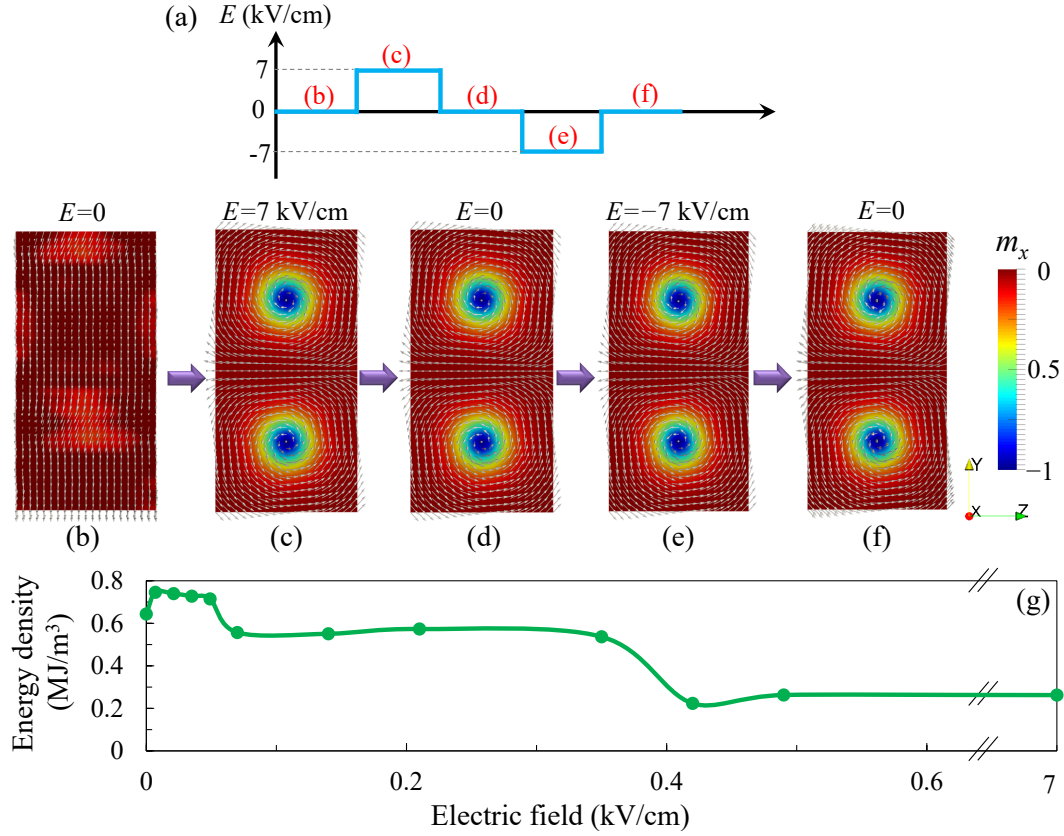 (a) E (kV/cm)
7
(c)
0
(b)
(d)
(f)
-7
(e)
E=0
E=7 kV/cm
E=0
E=−7 kV/cm
E=0
m_x
0
0.5
−1
Y
X
Z
(b)
(c)
(d)
(e)
(f)
(g)
Energy density
(MJ/m³)
0.8
0.6
0.4
0.2
0
0
0.2
0.4
0.6
7
Electric field (kV/cm)